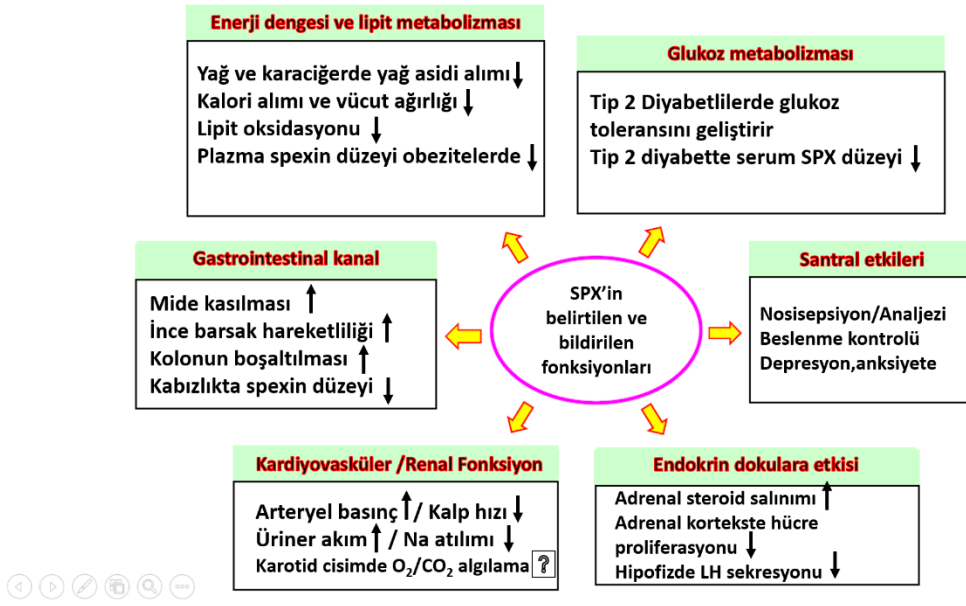 Enerji dengesi ve lipit metabolizması
Yağ ve karaciğerde yağ asidi alımı↓
Kalori alımı ve vücut ağırlığı ↓
Lipit oksidasyonu ↓
Plazma spexin düzeyi obezitelerde ↓
Glukoz metabolizması
Tip 2 Diyabetlilerde glukoz
toleransını geliştirir
Tip 2 diyabette serum SPX düzeyi ↓
Gastrointestinal kanal
Mide kasılması ↑
İnce barsak hareketliliği ↑
Kolonun boşaltılması ↑
Kabızlıkta spexin düzeyi ↓
SPX’in
belirtilen ve
bildirilen
fonksiyonları
Santral etkileri
Nosisepsiyon/Analjezi
Beslenme kontrolü
Depresyon,anksiyete
Kardiyovasküler /Renal Fonksiyon
Arteryel basınç ↑/ Kalp hızı ↓
Üriner akım ↑/ Na atılımı ↓
Karotid cisimde O₂/CO₂ algılama ?
Endokrin dokulara etkisi
Adrenal steroid salınımı ↑
Adrenal kortekste hücre
proliferasyonu ↓
Hipofizde LH sekresyonu ↓